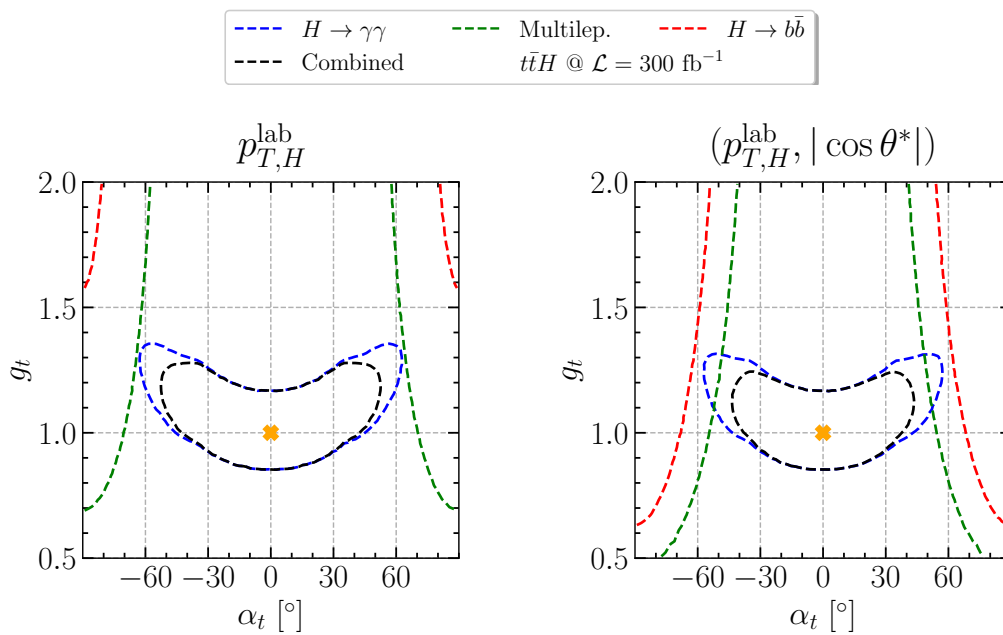 H → γγ Multilep. H → bb̄
Combined tt̄H @ ℒ = 300 fb⁻¹
p_{T,H}^{lab}
(p_{T,H}^{lab}, | cos θ*|)
2.0
1.5
1.0
0.5
g_t
−60 −30 0 30 60
α_t [°]
2.0
1.5
1.0
0.5
g_t
−60 −30 0 30 60
α_t [°]